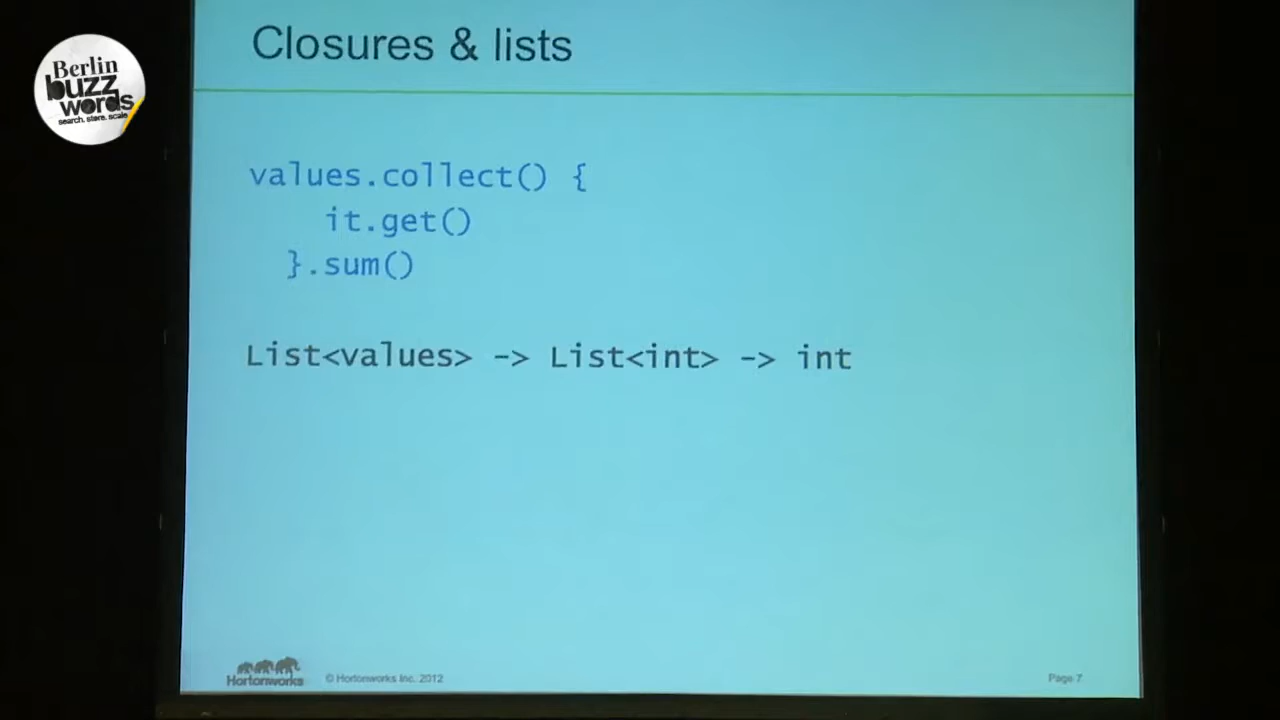 Closures & lists
Berlin
buzz
words
search. store. scale
values.collect() {
it.get()
}.sum()
List<values> -> List<int> -> int
Hortonworks
© Hortonworks Inc. 2012
Page 7